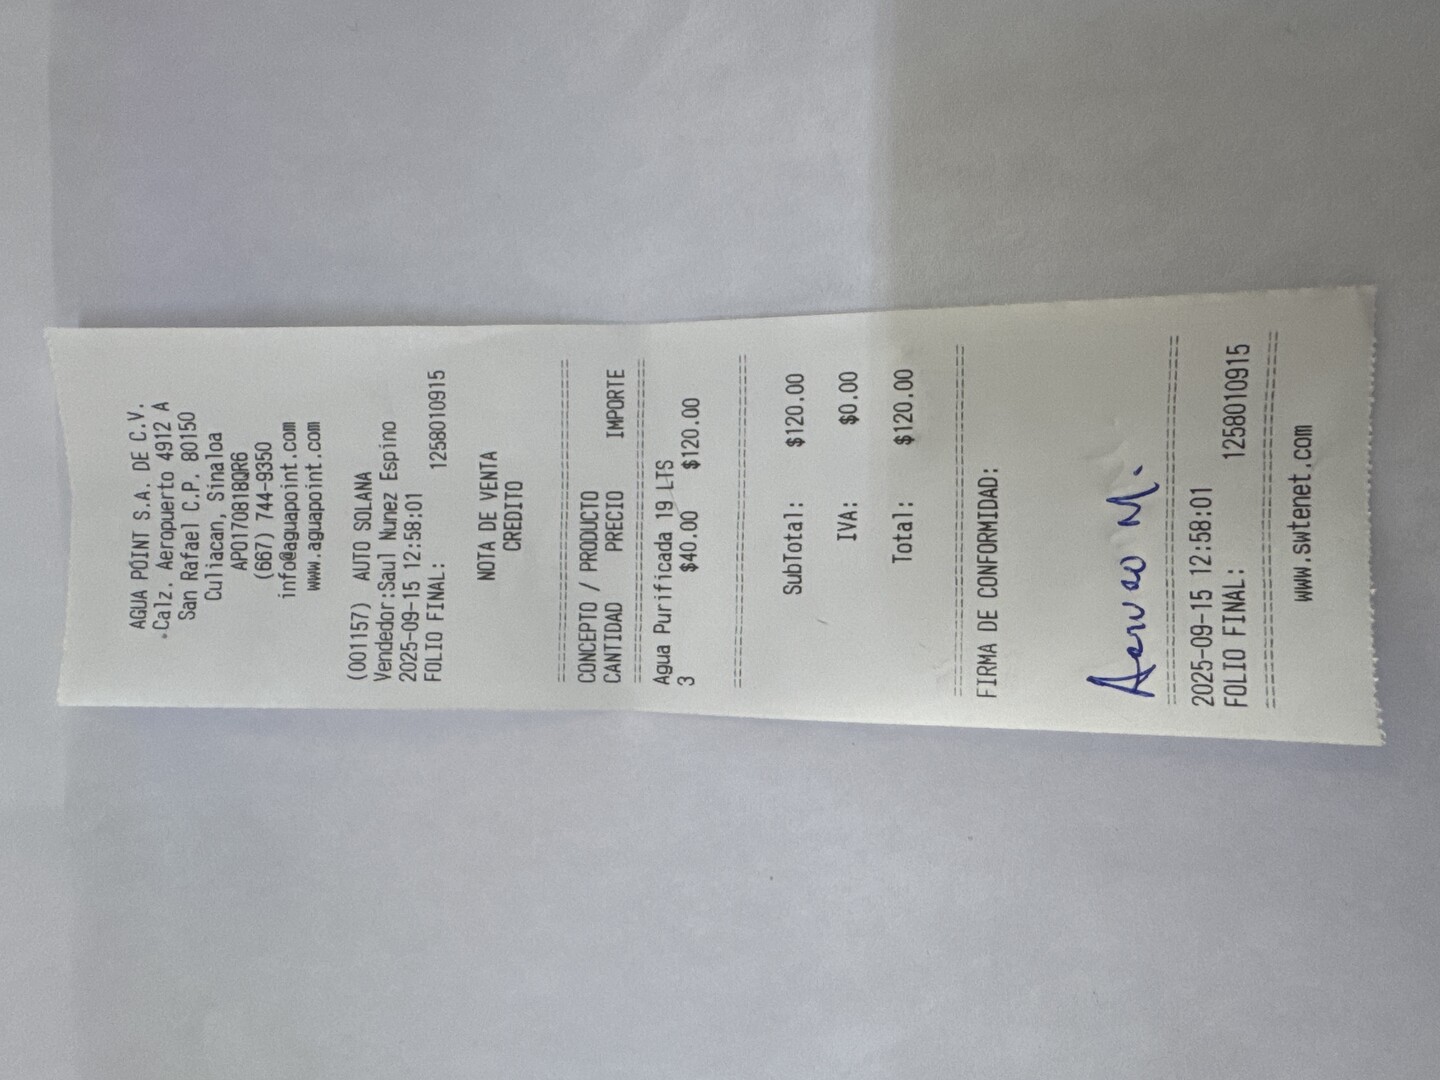 AGUA POINT S.A. DE C.V.
Calz. Aeropuerto 4912 A
San Rafael C.P. 80150
Culiacan, Sinaloa
APO170818QR6
(667) 744-9350
info@aguapoint.com
www.aguapoint.com
(001157) AUTO SOLANA
Vendedor:Saul Nunez Espino
2025-09-15 12:58:01
FOLIO FINAL: 1258010915
NOTA DE VENTA
CREDITO
CONCEPTO / PRODUCTO
CANTIDAD PRECIO IMPORTE
Agua Purificada 19 LTS
3 $40.00 $120.00
SubTotal: $120.00
IVA: $0.00
Total: $120.00
FIRMA DE CONFORMIDAD:
M.
2025-09-15 12:58:01
FOLIO FINAL: 1258010915
www.swtenet.com